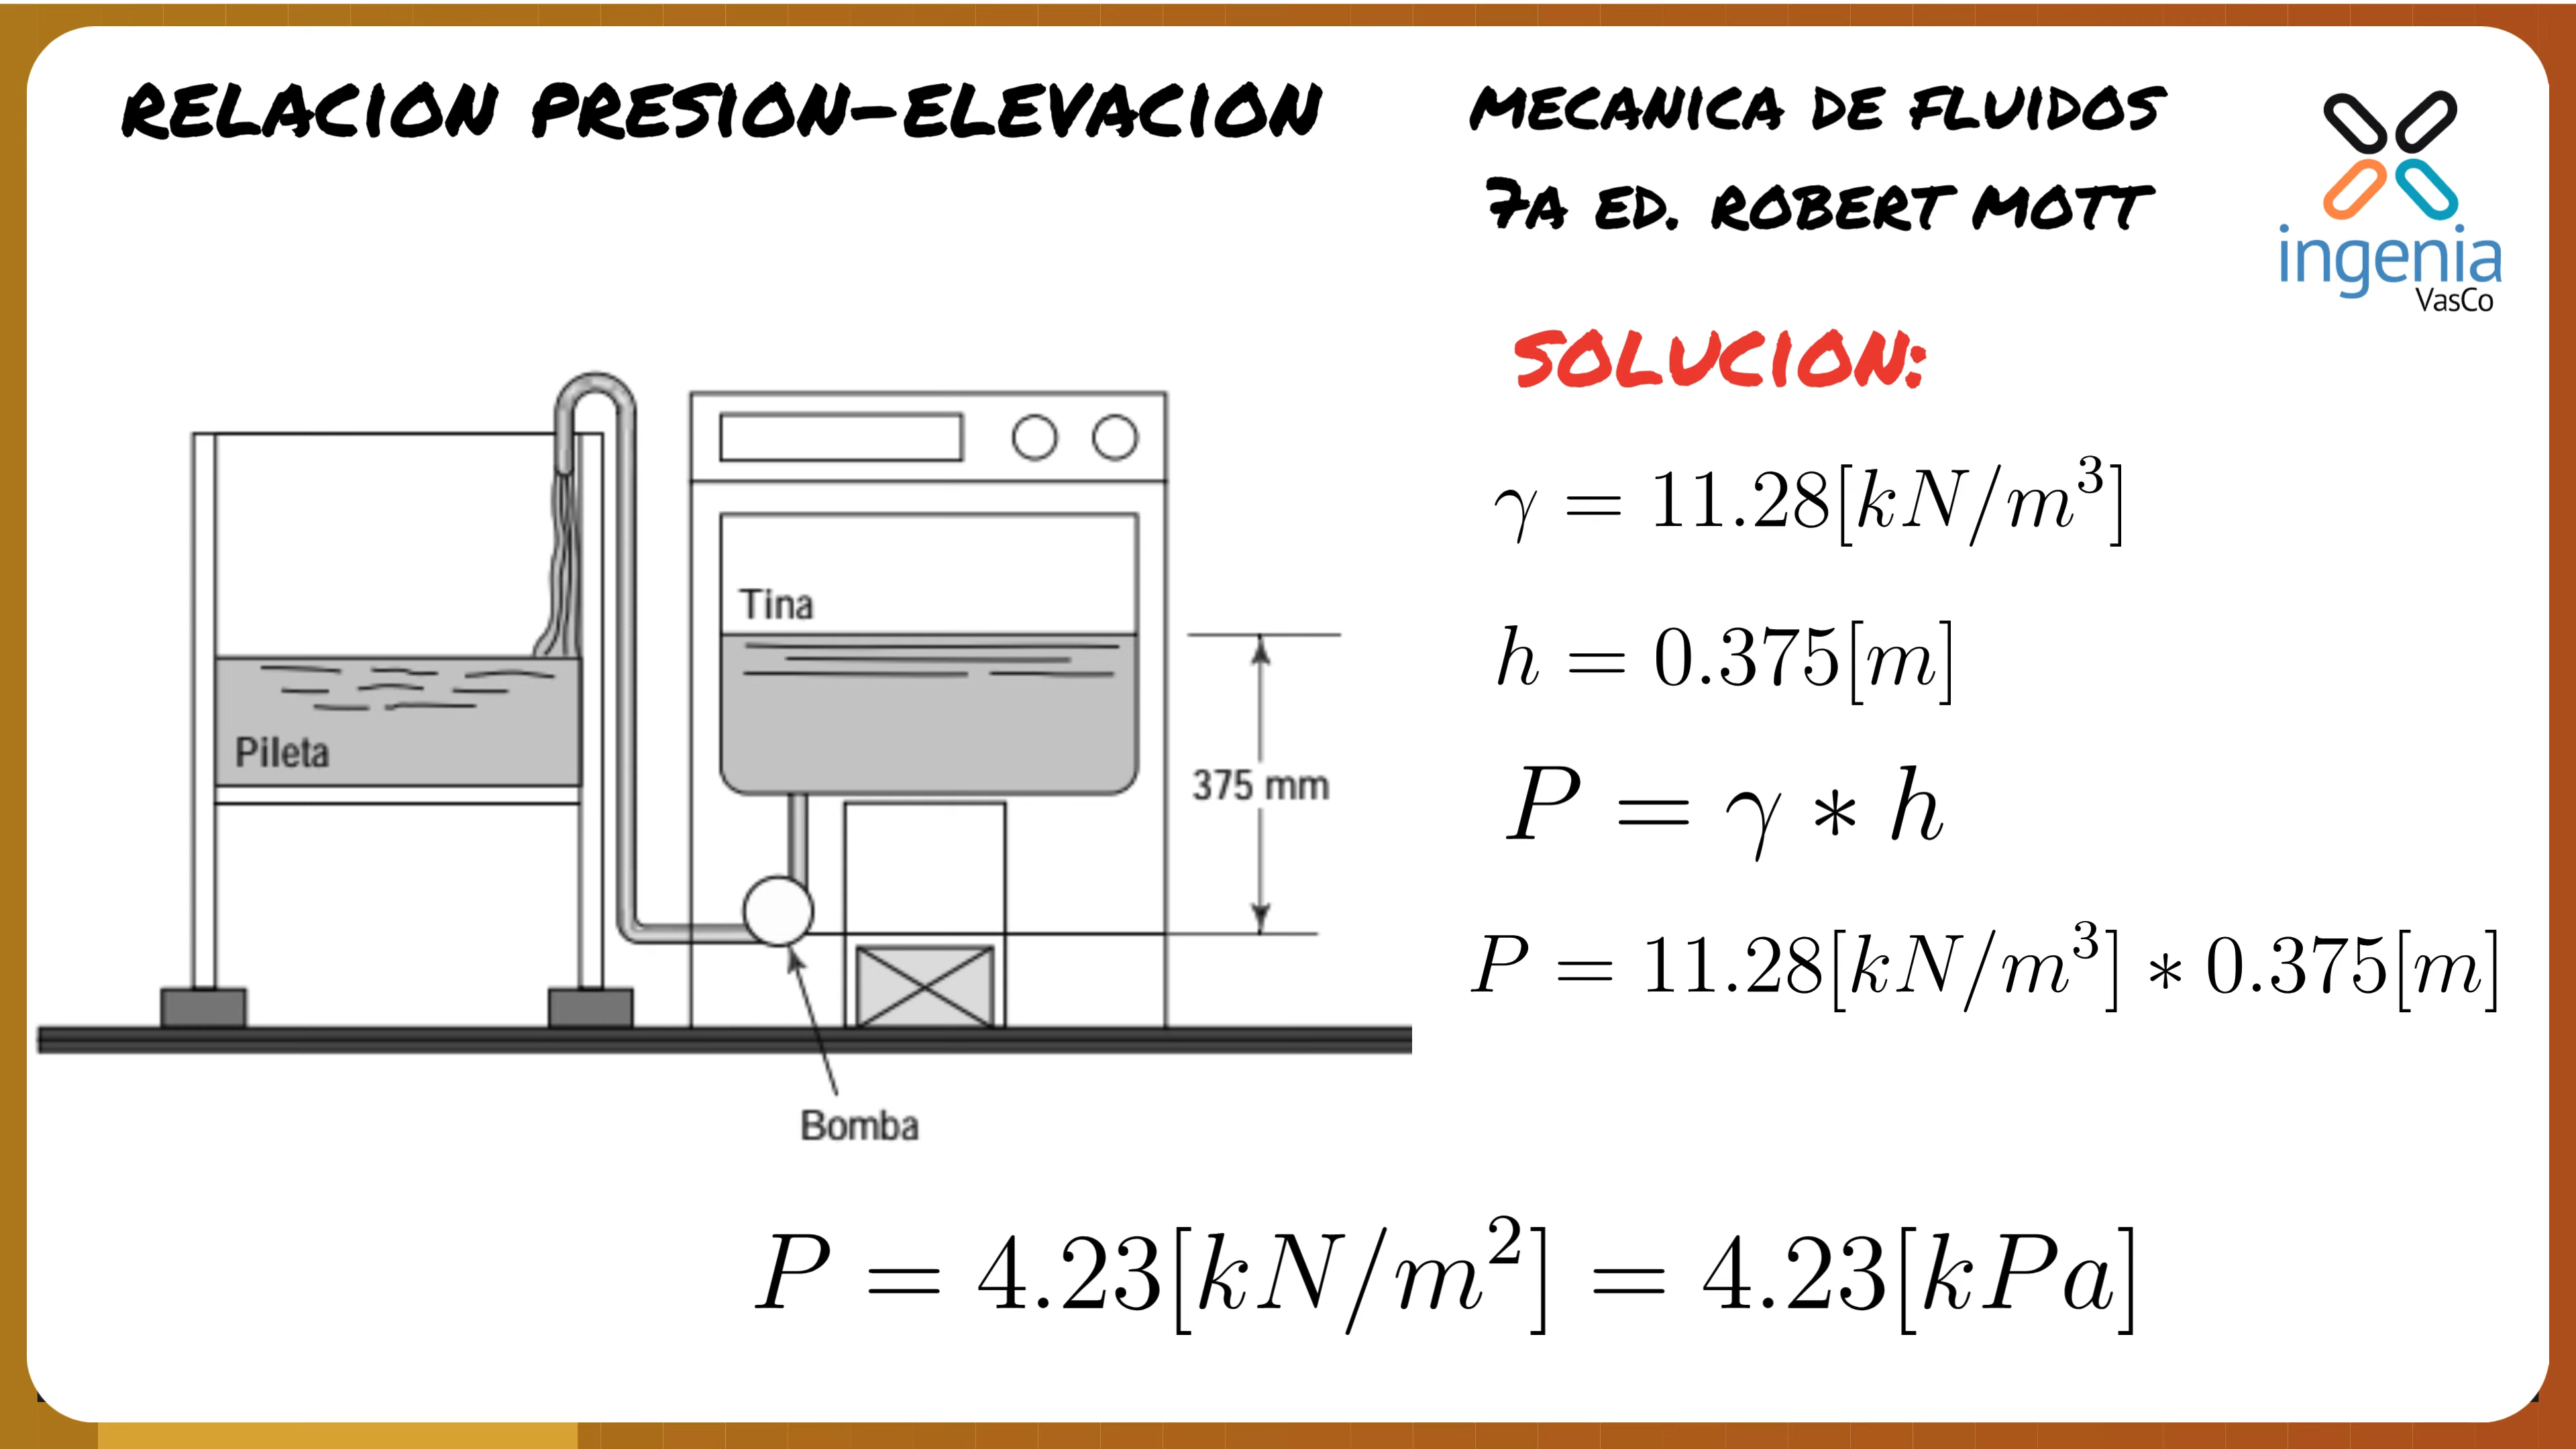 RELACION PRESION-ELEVACION
MECANICA DE FLUIDOS
7A ED. ROBERT MOTT
ingenia
VasCo
SOLUCION:
γ = 11.28[kN/m³]
h = 0.375[m]
P = γ * h
P = 11.28[kN/m³] * 0.375[m]
Tina
Pileta
375 mm
Bomba
P = 4.23[kN/m²] = 4.23[kPa]